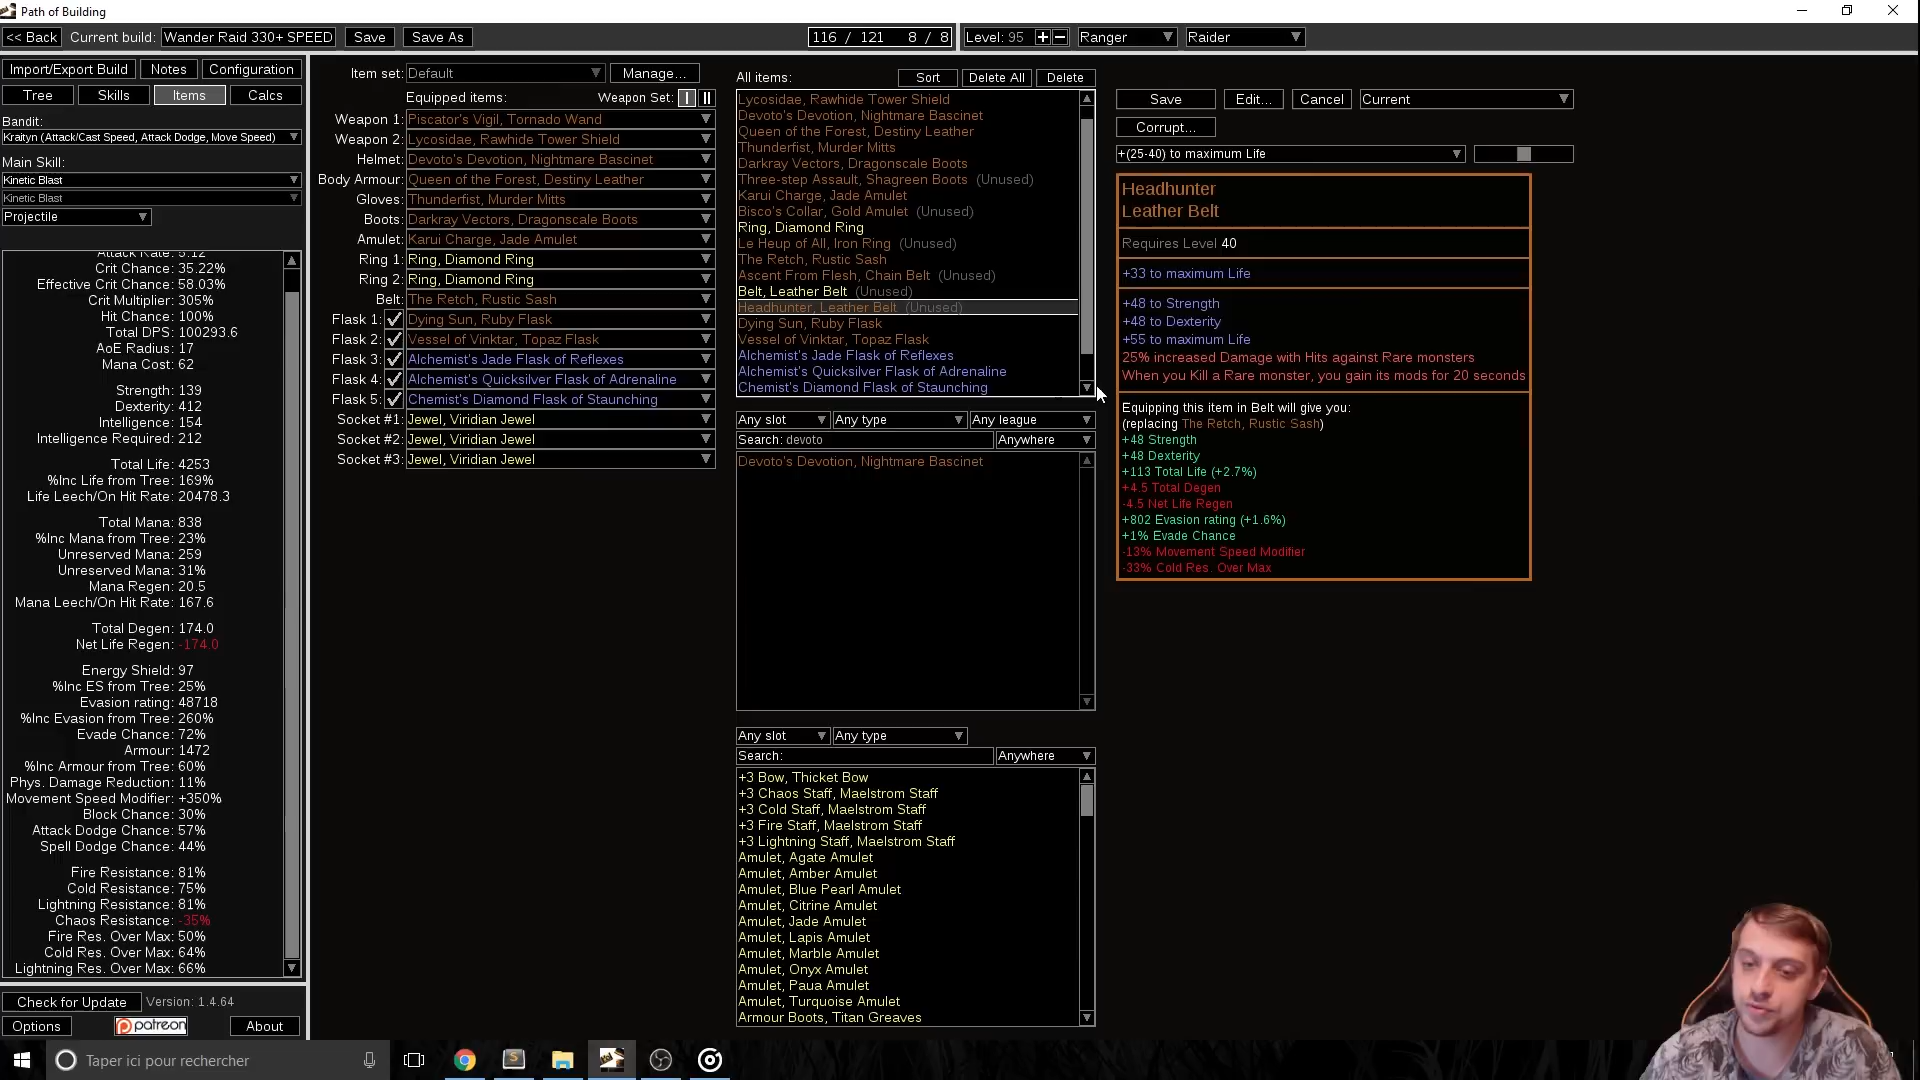 Path of Building
<< Back Current build: Wander Raid 330+ SPEED Save Save As 116 / 121 8 / 8 Level: 95 Ranger Raider
Import/Export Build Notes Configuration
Tree Skills Items Calcs
Bandit:
Kraityn (Attack/Cast Speed, Attack Dodge, Move Speed)
Main Skill:
Kinetic Blast
Kinetic Blast
Projectile
Attack Rate: 5.12
Crit Chance: 35.22%
Effective Crit Chance: 58.03%
Crit Multiplier: 305%
Hit Chance: 100%
Total DPS: 100293.6
AoE Radius: 17
Mana Cost: 62
Strength: 139
Dexterity: 412
Intelligence: 154
Intelligence Required: 212
Total Life: 4253
%Inc Life from Tree: 169%
Life Leech/On Hit Rate: 20478.3
Total Mana: 838
%Inc Mana from Tree: 23%
Unreserved Mana: 259
Unreserved Mana: 31%
Mana Regen: 20.5
Mana Leech/On Hit Rate: 167.6
Total Degen: 174.0
Net Life Regen: -174.0
Energy Shield: 97
%Inc ES from Tree: 25%
Evasion rating: 48718
%Inc Evasion from Tree: 260%
Evade Chance: 72%
Armour: 1472
%Inc Armour from Tree: 60%
Phys. Damage Reduction: 11%
Movement Speed Modifier: +350%
Block Chance: 30%
Attack Dodge Chance: 57%
Spell Dodge Chance: 44%
Fire Resistance: 81%
Cold Resistance: 75%
Lightning Resistance: 81%
Chaos Resistance: -35%
Fire Res. Over Max: 50%
Cold Res. Over Max: 64%
Lightning Res. Over Max: 66%
Check for Update Version: 1.4.64
Options patreon About
Item set: Default Manage...
Equipped items: Weapon Set: I II
Weapon 1: Piscator's Vigil, Tornado Wand
Weapon 2: Lycosidae, Rawhide Tower Shield
Helmet: Devoto's Devotion, Nightmare Bascinet
Body Armour: Queen of the Forest, Destiny Leather
Gloves: Thunderfist, Murder Mitts
Boots: Darkray Vectors, Dragonscale Boots
Amulet: Karui Charge, Jade Amulet
Ring 1: Ring, Diamond Ring
Ring 2: Ring, Diamond Ring
Belt: The Retch, Rustic Sash
Flask 1: Dying Sun, Ruby Flask
Flask 2: Vessel of Vinktar, Topaz Flask
Flask 3: Alchemist's Jade Flask of Reflexes
Flask 4: Alchemist's Quicksilver Flask of Adrenaline
Flask 5: Chemist's Diamond Flask of Staunching
Socket #1: Jewel, Viridian Jewel
Socket #2: Jewel, Viridian Jewel
Socket #3: Jewel, Viridian Jewel
All items: Sort Delete All Delete
Lycosidae, Rawhide Tower Shield
Devoto's Devotion, Nightmare Bascinet
Queen of the Forest, Destiny Leather
Thunderfist, Murder Mitts
Darkray Vectors, Dragonscale Boots
Three-step Assault, Shagreen Boots (Unused)
Karui Charge, Jade Amulet
Bisco's Collar, Gold Amulet (Unused)
Ring, Diamond Ring
Le Heup of All, Iron Ring (Unused)
The Retch, Rustic Sash
Ascent From Flesh, Chain Belt (Unused)
Belt, Leather Belt (Unused)
Headhunter, Leather Belt (Unused)
Dying Sun, Ruby Flask
Vessel of Vinktar, Topaz Flask
Alchemist's Jade Flask of Reflexes
Alchemist's Quicksilver Flask of Adrenaline
Chemist's Diamond Flask of Staunching
Any slot Any type Any league
Search: devoto Anywhere
Devoto's Devotion, Nightmare Bascinet
Any slot Any type
Search: Anywhere
+3 Bow, Thicket Bow
+3 Chaos Staff, Maelstrom Staff
+3 Cold Staff, Maelstrom Staff
+3 Fire Staff, Maelstrom Staff
+3 Lightning Staff, Maelstrom Staff
Amulet, Agate Amulet
Amulet, Amber Amulet
Amulet, Blue Pearl Amulet
Amulet, Citrine Amulet
Amulet, Jade Amulet
Amulet, Lapis Amulet
Amulet, Marble Amulet
Amulet, Onyx Amulet
Amulet, Paua Amulet
Amulet, Turquoise Amulet
Armour Boots, Titan Greaves
Save Edit... Cancel Current
Corrupt...
+(25-40) to maximum Life
Headhunter
Leather Belt
Requires Level 40
+33 to maximum Life
+48 to Strength
+48 to Dexterity
+55 to maximum Life
25% increased Damage with Hits against Rare monsters
When you Kill a Rare monster, you gain its mods for 20 seconds
Equipping this item in Belt will give you:
(replacing The Retch, Rustic Sash)
+48 Strength
+48 Dexterity
+113 Total Life (+2.7%)
+4.5 Total Degen
-4.5 Net Life Regen
+802 Evasion rating (+1.6%)
+1% Evade Chance
-13% Movement Speed Modifier
-33% Cold Res. Over Max
Taper ici pour rechercher